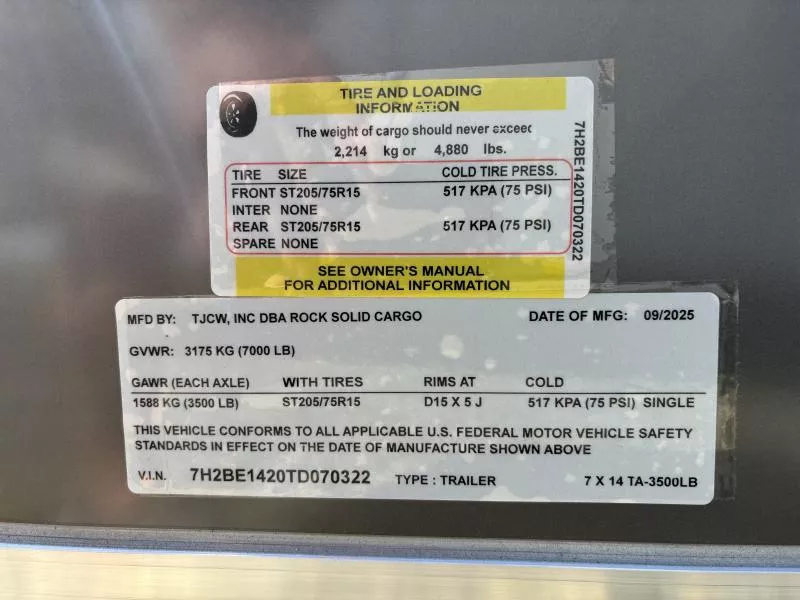 TIRE AND LOADING
INFORMATION
The weight of cargo should never exceed
2,214 kg or 4,880 lbs.
TIRE SIZE COLD TIRE PRESS.
FRONT ST205/75R15 517 KPA (75 PSI)
INTER NONE
REAR ST205/75R15 517 KPA (75 PSI)
SPARE NONE
7H2BE1420TD070322
SEE OWNER'S MANUAL
FOR ADDITIONAL INFORMATION
MFD BY: TJCW, INC DBA ROCK SOLID CARGO DATE OF MFG: 09/2025
GVWR: 3175 KG (7000 LB)
GAWR (EACH AXLE) WITH TIRES RIMS AT COLD
1588 KG (3500 LB) ST205/75R15 D15 X 5 J 517 KPA (75 PSI) SINGLE
THIS VEHICLE CONFORMS TO ALL APPLICABLE U.S. FEDERAL MOTOR VEHICLE SAFETY
STANDARDS IN EFFECT ON THE DATE OF MANUFACTURE SHOWN ABOVE
V.I.N. 7H2BE1420TD070322 TYPE : TRAILER 7 X 14 TA-3500LB